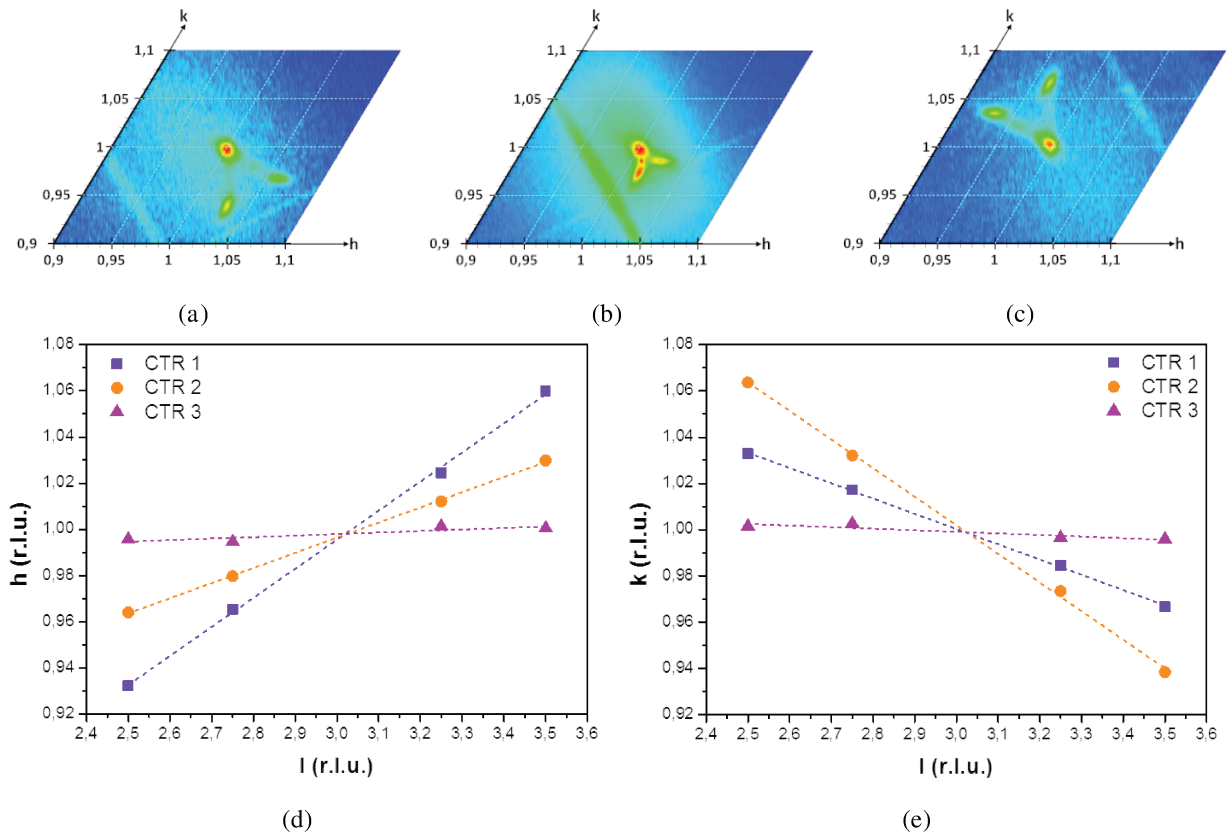 k
k
k
1,1
1,1
1,1
1,05
1,05
1,05
1
1
1
0,95
0,95
0,95
0,9
h
0,9
h
0,9
h
0,9
0,95
1
1,05
1,1
0,9
0,95
1
1,05
1,1
0,9
0,95
1
1,05
1,1
(a)
(b)
(c)
1,08
1,06
1,04
1,02
1,00
0,98
0,96
0,94
0,92
h (r.l.u.)
CTR 1
CTR 2
CTR 3
2,4 2,5 2,6 2,7 2,8 2,9 3,0 3,1 3,2 3,3 3,4 3,5 3,6
l (r.l.u.)
(d)
1,08
1,06
1,04
1,02
1,00
0,98
0,96
0,94
0,92
k (r.l.u.)
CTR 1
CTR 2
CTR 3
2,4 2,5 2,6 2,7 2,8 2,9 3,0 3,1 3,2 3,3 3,4 3,5 3,6
l (r.l.u.)
(e)